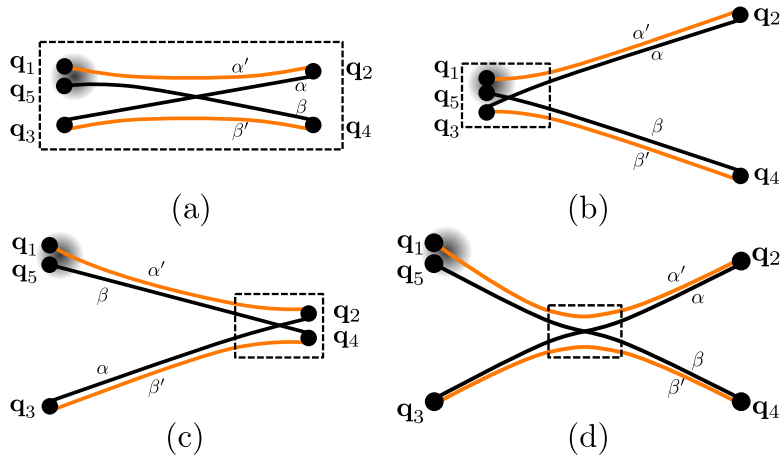 q₁ α′ q₂
q₅ α
β
q₃ β′ q₄
(a)
q₂
α′
α
q₁
q₅
q₃ β
β′
q₄
(b)
q₁
q₅ α′
β
q₂
q₄
α
q₃ β′
(c)
q₁
q₅ α′ q₂
α
β
q₃ β′ q₄
(d)